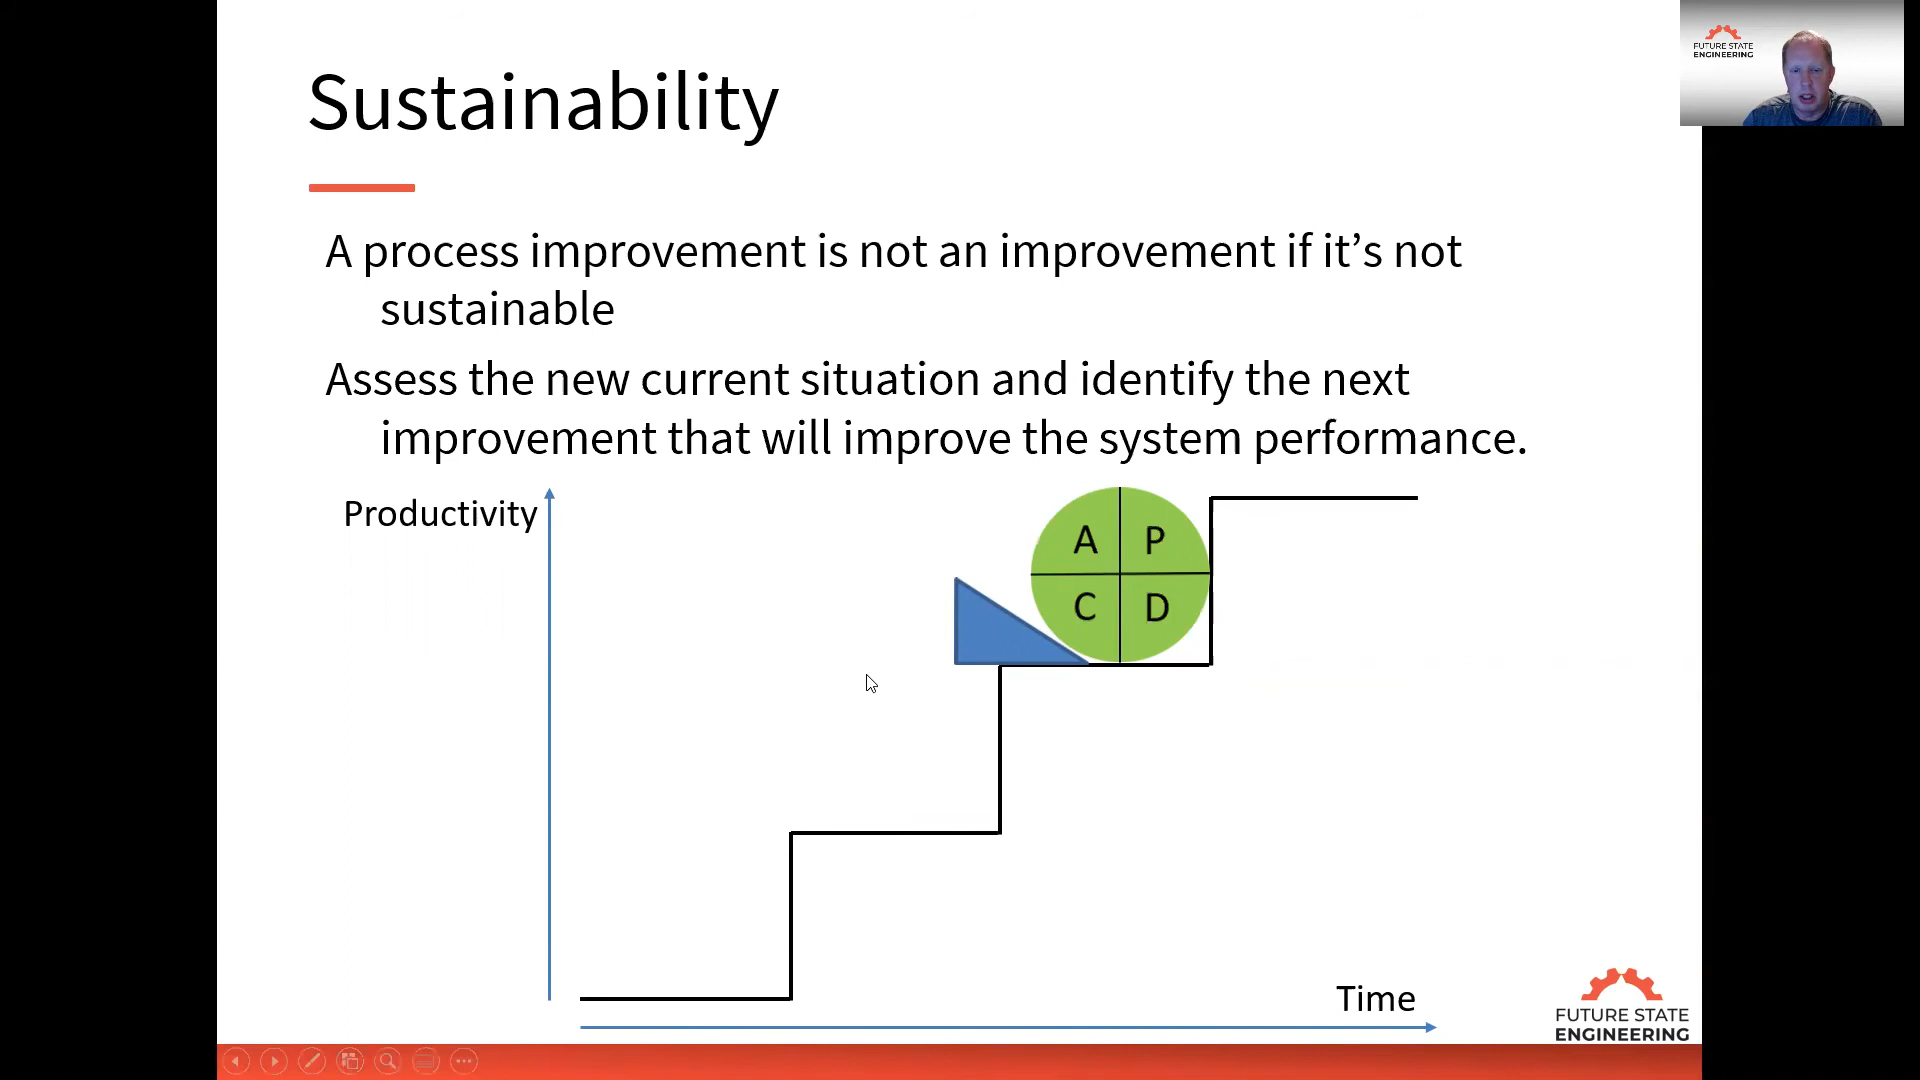 FUTURE STATE
ENGINEERING
Sustainability
A process improvement is not an improvement if it’s not
sustainable
Assess the new current situation and identify the next
improvement that will improve the system performance.
Productivity
A P
C D
Time
FUTURE STATE
ENGINEERING